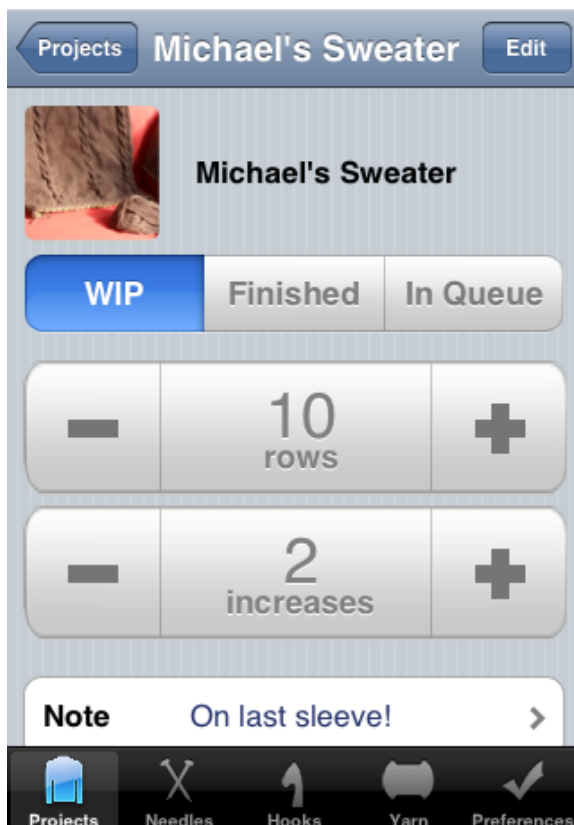 Projects Michael's Sweater Edit
Michael's Sweater
WIP Finished In Queue
10
rows
2
increases
Note On last sleeve!
Projects Needles Hooks Yarn Preferences